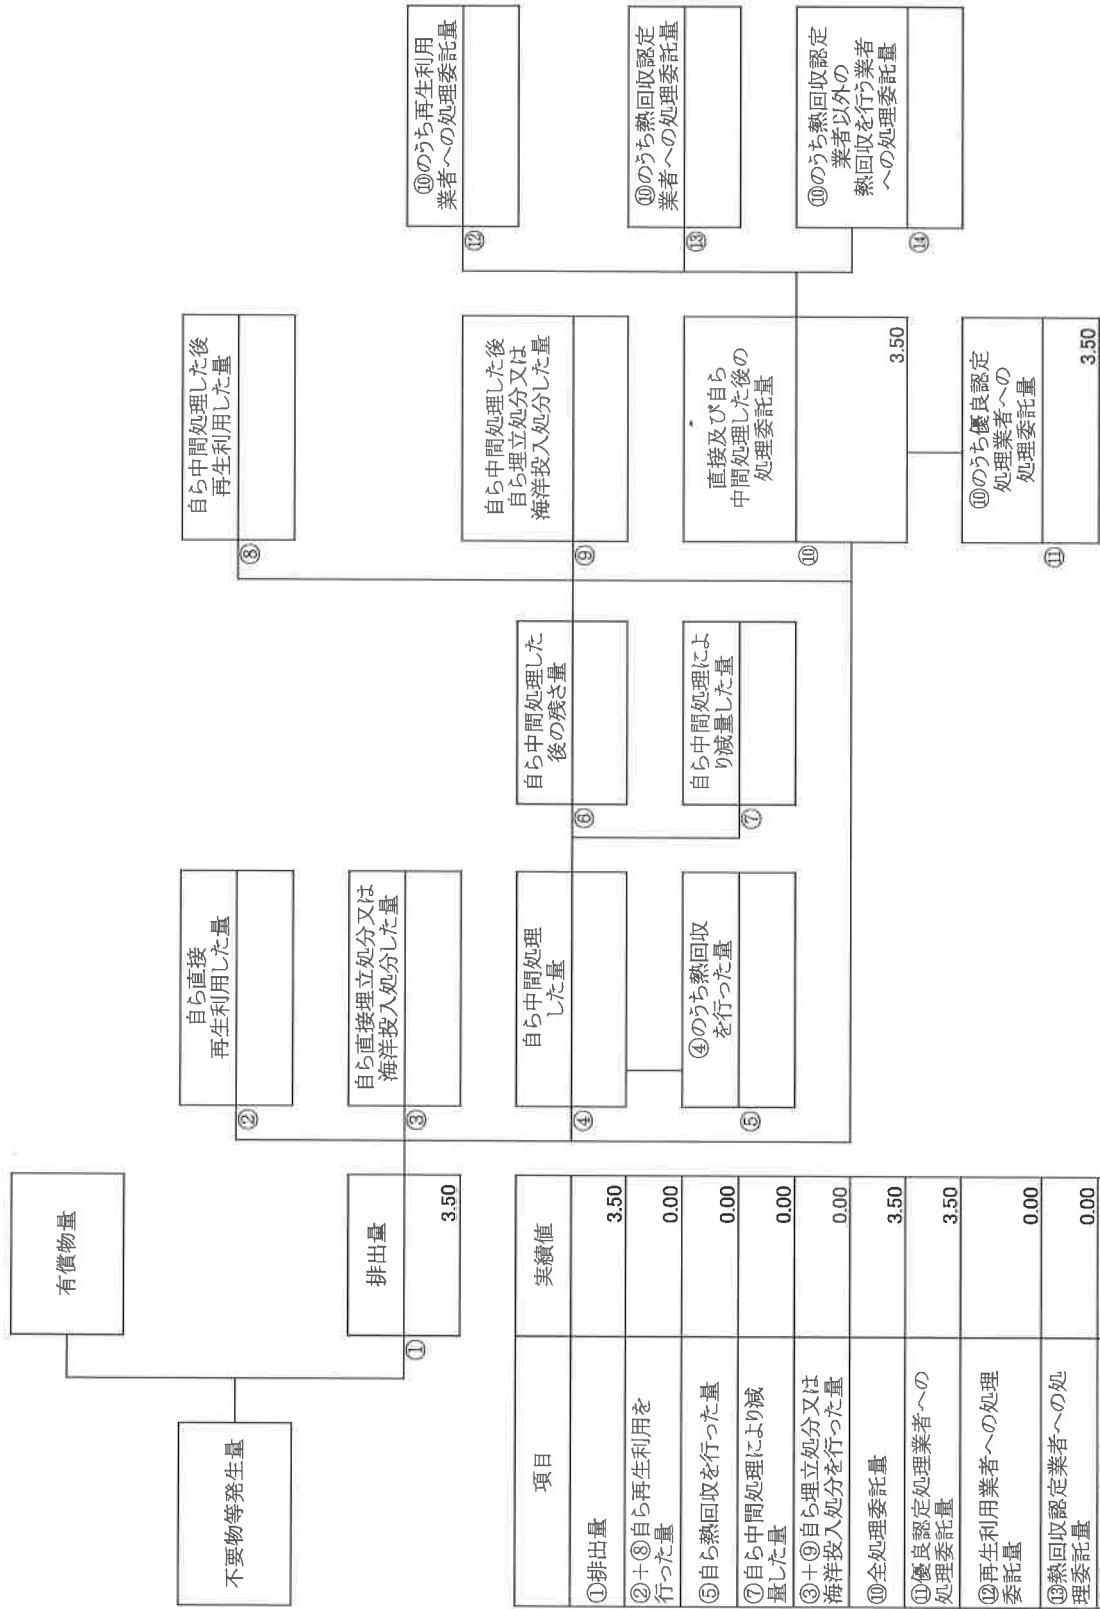 不要物等発生量
有償物量
排出量
①
3.50
自ら直接
再生利用した量
②
自ら直接埋立処分又は
海洋投入処分した量
③
自ら中間処理
した量
④
④のうち熱回収
を行った量
⑤
自ら中間処理した
後の残さ量
⑥
自ら中間処理によ
り減量した量
⑦
自ら中間処理した後
再生利用した量
⑧
自ら中間処理した後
自ら埋立処分又は
海洋投入処分した量
⑨
直接及び自ら
中間処理した後の
処理委託量
⑩
3.50
⑩のうち優良認定
処理業者への
処理委託量
⑪
3.50
⑩のうち再生利用
業者への処理委託量
⑫
⑩のうち熱回収認定
業者への処理委託量
⑬
⑩のうち熱回収認定
業者以外の
熱回収を行う業者
への処理委託量
⑭
項目 実績値
①排出量 3.50
②+⑧自ら再生利用を
行った量 0.00
⑤自ら熱回収を行った量 0.00
⑦自ら中間処理により減
量した量 0.00
③+⑨自ら埋立処分又は
海洋投入処分を行った量 0.00
⑩全処理委託量 3.50
⑪優良認定処理業者への
処理委託量 3.50
⑫再生利用業者への処理
委託量 0.00
⑬熱回収認定業者への処
理委託量 0.00